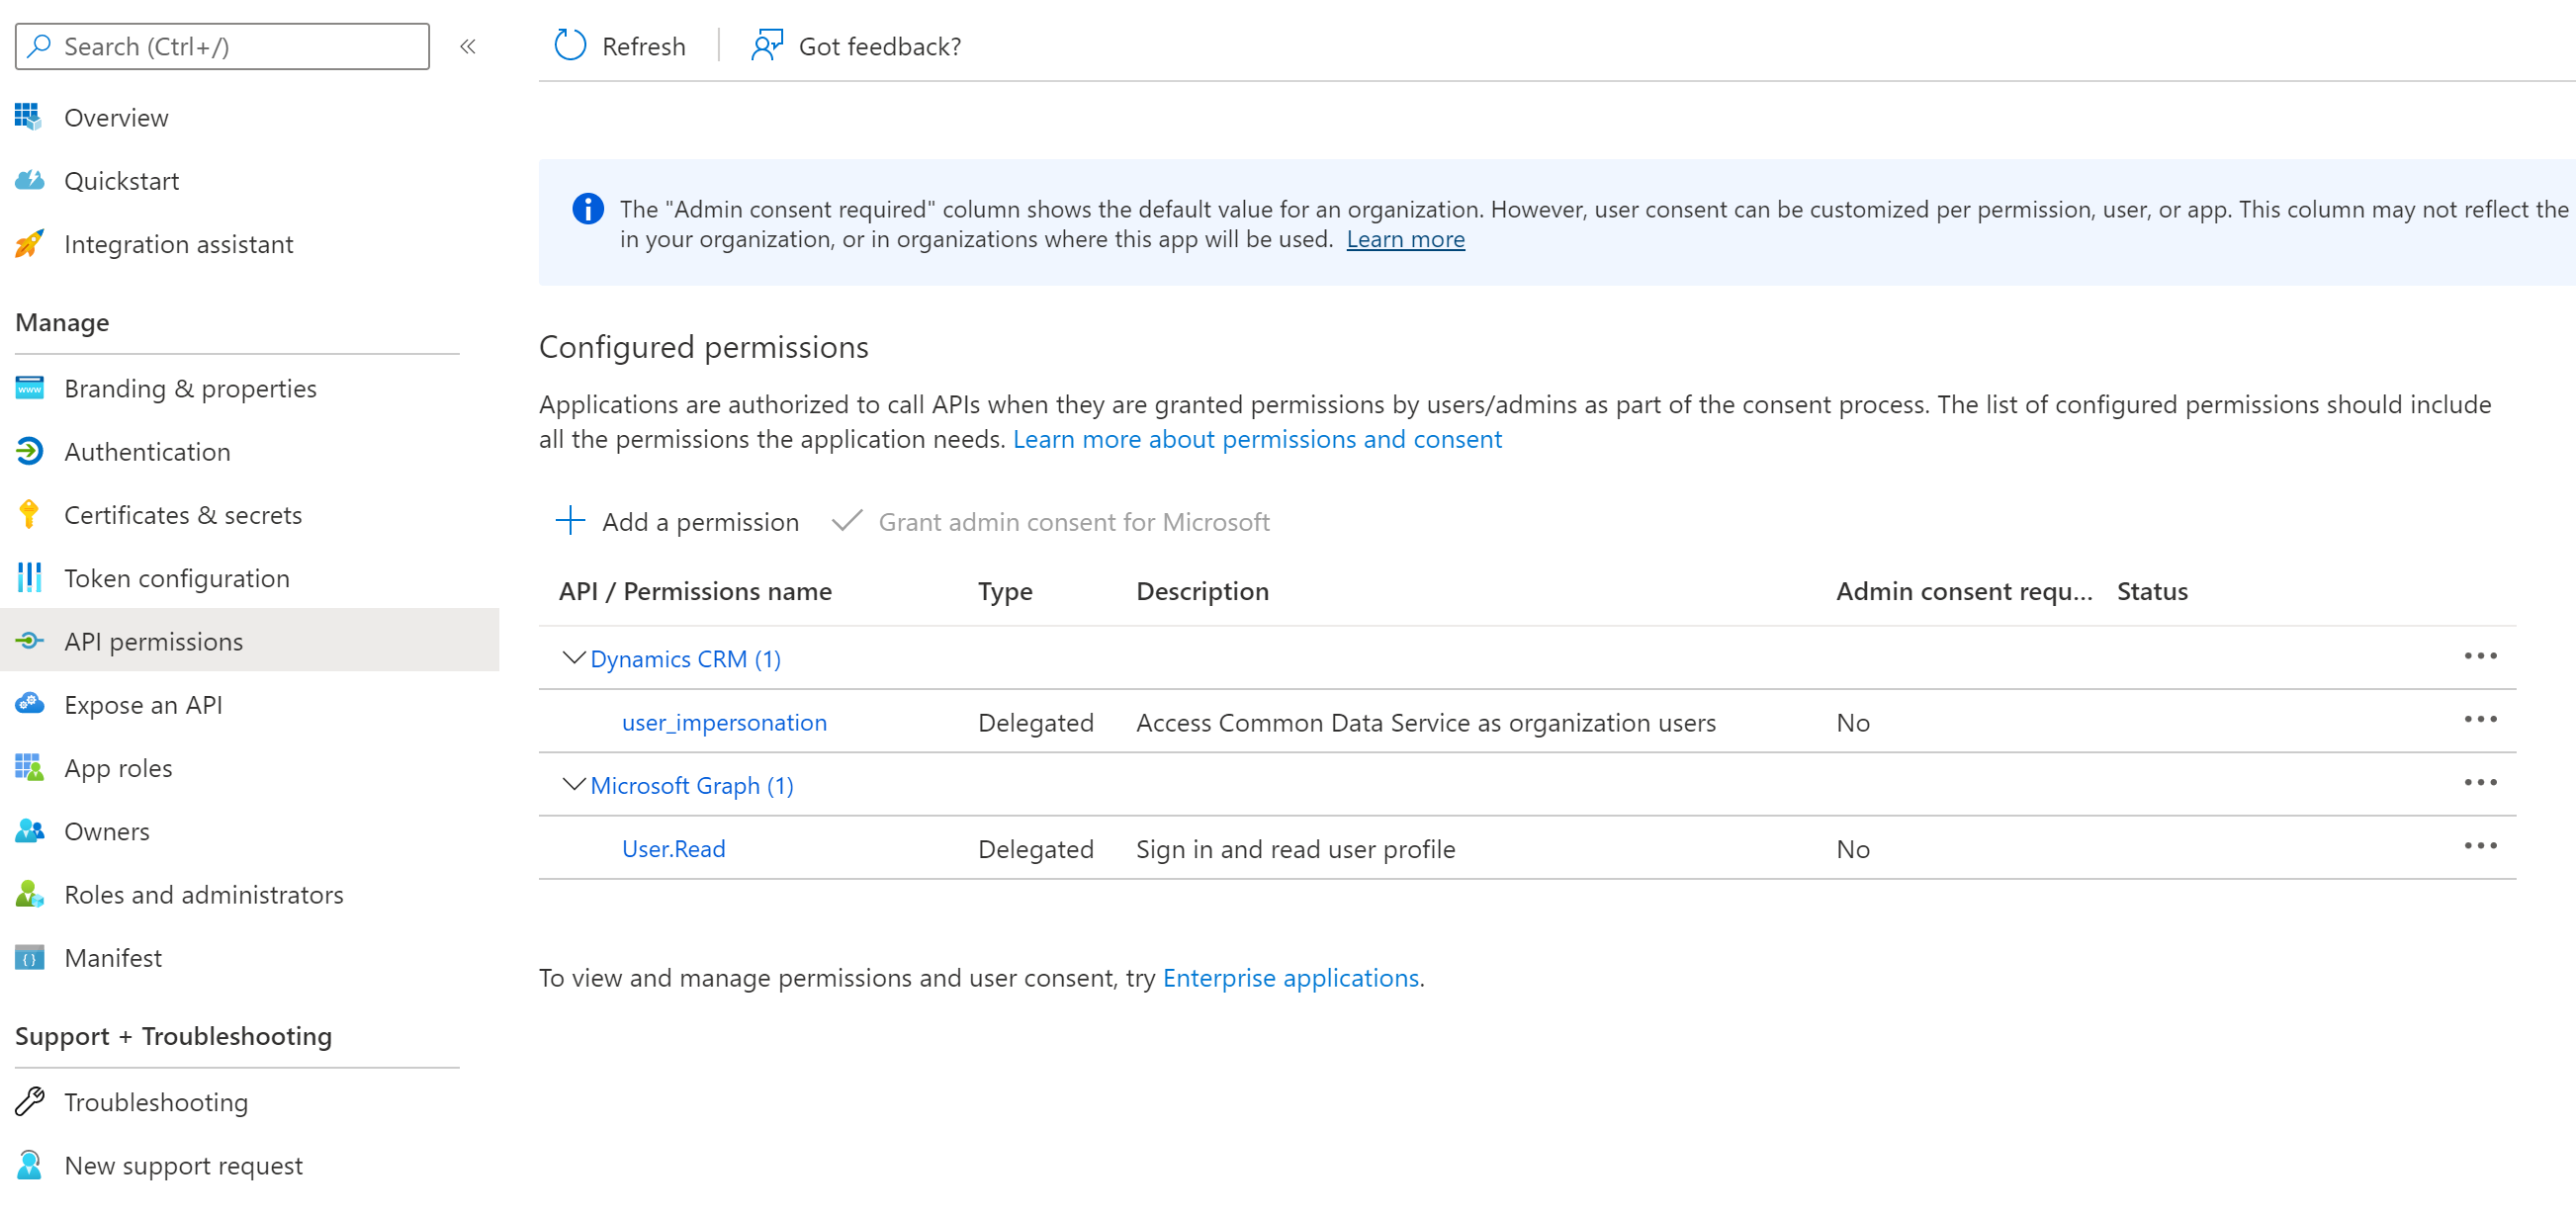 Search (Ctrl+/)
«
Refresh
Got feedback?
Overview
Quickstart
Integration assistant
Manage
Branding & properties
Authentication
Certificates & secrets
Token configuration
API permissions
Expose an API
App roles
Owners
Roles and administrators
Manifest
Support + Troubleshooting
Troubleshooting
New support request
The "Admin consent required" column shows the default value for an organization. However, user consent can be customized per permission, user, or app. This column may not reflect the
in your organization, or in organizations where this app will be used. Learn more
Configured permissions
Applications are authorized to call APIs when they are granted permissions by users/admins as part of the consent process. The list of configured permissions should include
all the permissions the application needs. Learn more about permissions and consent
Add a permission
Grant admin consent for Microsoft
API / Permissions name Type Description Admin consent requ... Status
Dynamics CRM (1)
user_impersonation Delegated Access Common Data Service as organization users No
Microsoft Graph (1)
User.Read Delegated Sign in and read user profile No
To view and manage permissions and user consent, try Enterprise applications.